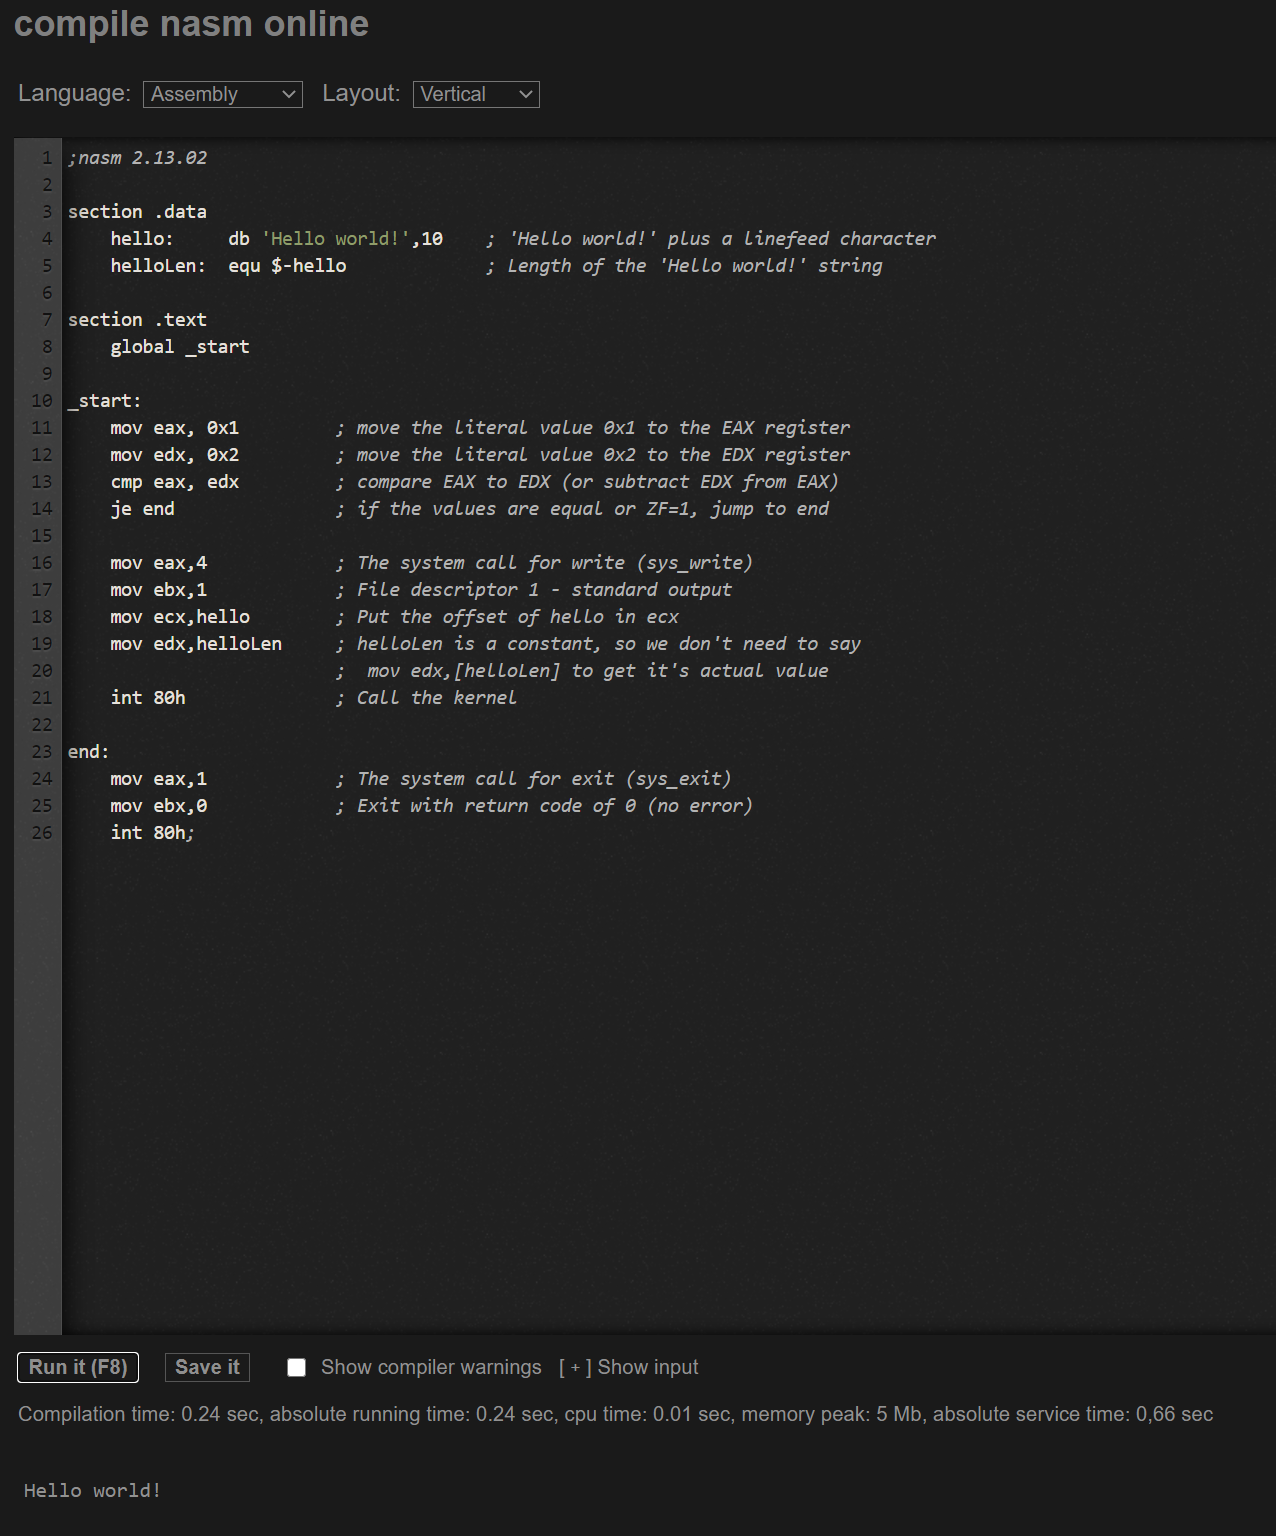 compile nasm online
Language: Assembly Layout: Vertical
1 ;nasm 2.13.02
2
3 section .data
4     hello:     db 'Hello world!',10    ; 'Hello world!' plus a linefeed character
5     helloLen:  equ $-hello             ; Length of the 'Hello world!' string
6
7 section .text
8     global _start
9
10 _start:
11     mov eax, 0x1         ; move the literal value 0x1 to the EAX register
12     mov edx, 0x2         ; move the literal value 0x2 to the EDX register
13     cmp eax, edx         ; compare EAX to EDX (or subtract EDX from EAX)
14     je end               ; if the values are equal or ZF=1, jump to end
15
16     mov eax,4            ; The system call for write (sys_write)
17     mov ebx,1            ; File descriptor 1 - standard output
18     mov ecx,hello        ; Put the offset of hello in ecx
19     mov edx,helloLen     ; helloLen is a constant, so we don't need to say
20                          ;  mov edx,[helloLen] to get it's actual value
21     int 80h              ; Call the kernel
22
23 end:
24     mov eax,1            ; The system call for exit (sys_exit)
25     mov ebx,0            ; Exit with return code of 0 (no error)
26     int 80h;
Run it (F8) Save it Show compiler warnings [ + ] Show input
Compilation time: 0.24 sec, absolute running time: 0.24 sec, cpu time: 0.01 sec, memory peak: 5 Mb, absolute service time: 0,66 sec
Hello world!